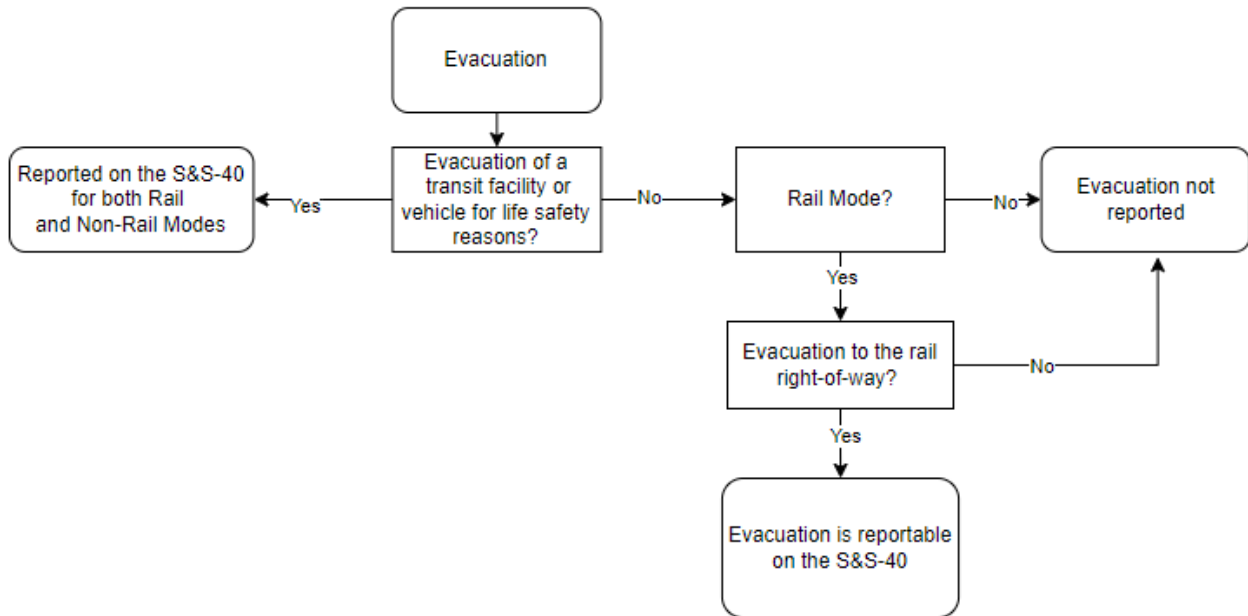 Evacuation
Reported on the S&S-40
for both Rail
and Non-Rail Modes
Yes
Evacuation of a
transit facility or
vehicle for life safety
reasons?
No
Rail Mode?
No
Evacuation not
reported
Yes
Evacuation to the rail
right-of-way?
No
Yes
Evacuation is reportable
on the S&S-40